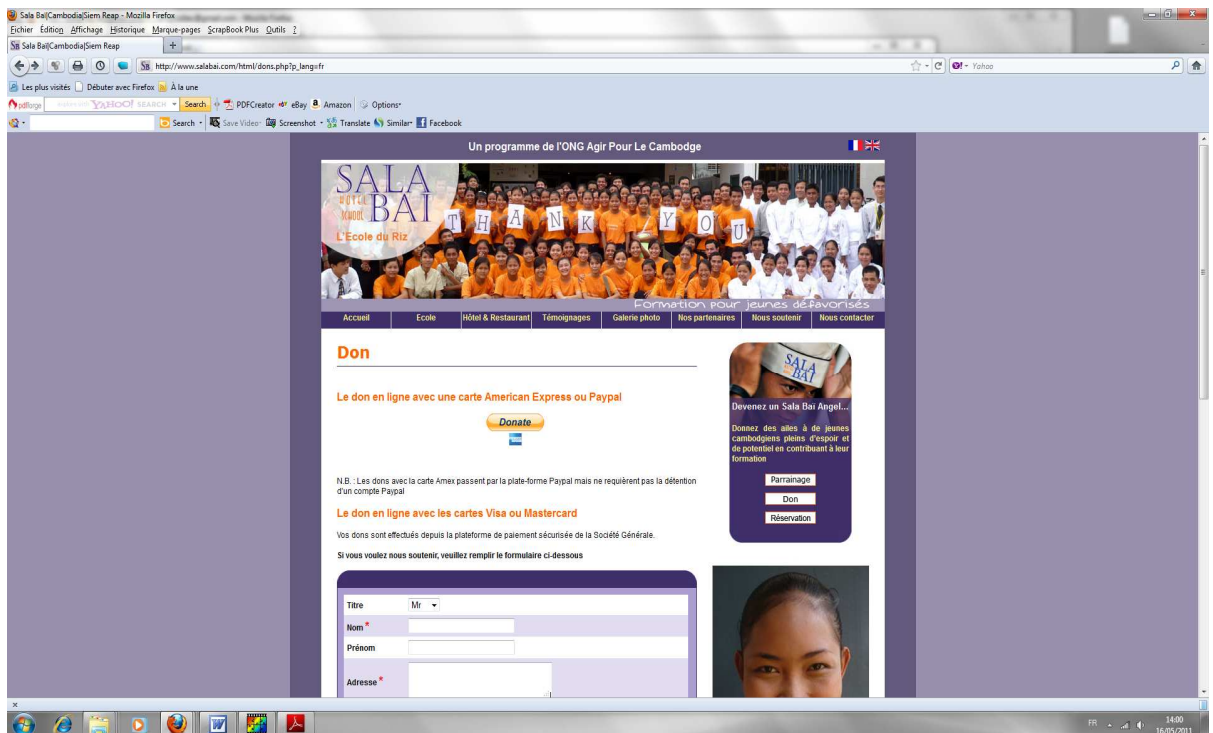 Sala Baï|Cambodia|Siem Reap - Mozilla Firefox
Fichier Édition Affichage Historique Marque-pages ScrapBook Plus Outils ?
Sala Baï|Cambodia|Siem Reap +
http://www.salabai.com/html/dons.php?p_lang=fr
Yahoo
Les plus visités Débuter avec Firefox À la une
pdfforge YAHOO! SEARCH Search PDFCreator eBay Amazon Options
Search Save Video Screenshot Translate Similar Facebook
Un programme de l'ONG Agir Pour Le Cambodge
SALA
HOTEL
SCHOOL BAI
L'Ecole du Riz
THANK YOU
Formation pour jeunes défavorisés
Accueil Ecole Hôtel & Restaurant Témoignages Galerie photo Nos partenaires Nous soutenir Nous contacter
Don
Le don en ligne avec une carte American Express ou Paypal
Donate
N.B. : Les dons avec la carte Amex passent par la plate-forme Paypal mais ne requièrent pas la détention
d'un compte Paypal
Le don en ligne avec les cartes Visa ou Mastercard
Vos dons sont effectués depuis la plateforme de paiement sécurisée de la Société Générale.
Si vous voulez nous soutenir, veuillez remplir le formulaire ci-dessous
Titre Mr
Nom *
Prénom
Adresse *
SALA
BAI
Devenez un Sala Baï Angel...
Donnez des ailes à de jeunes
cambodgiens pleins d'espoir et
de potentiel en contribuant à leur
formation
Parrainage
Don
Réservation
FR
14:00
16/05/2011